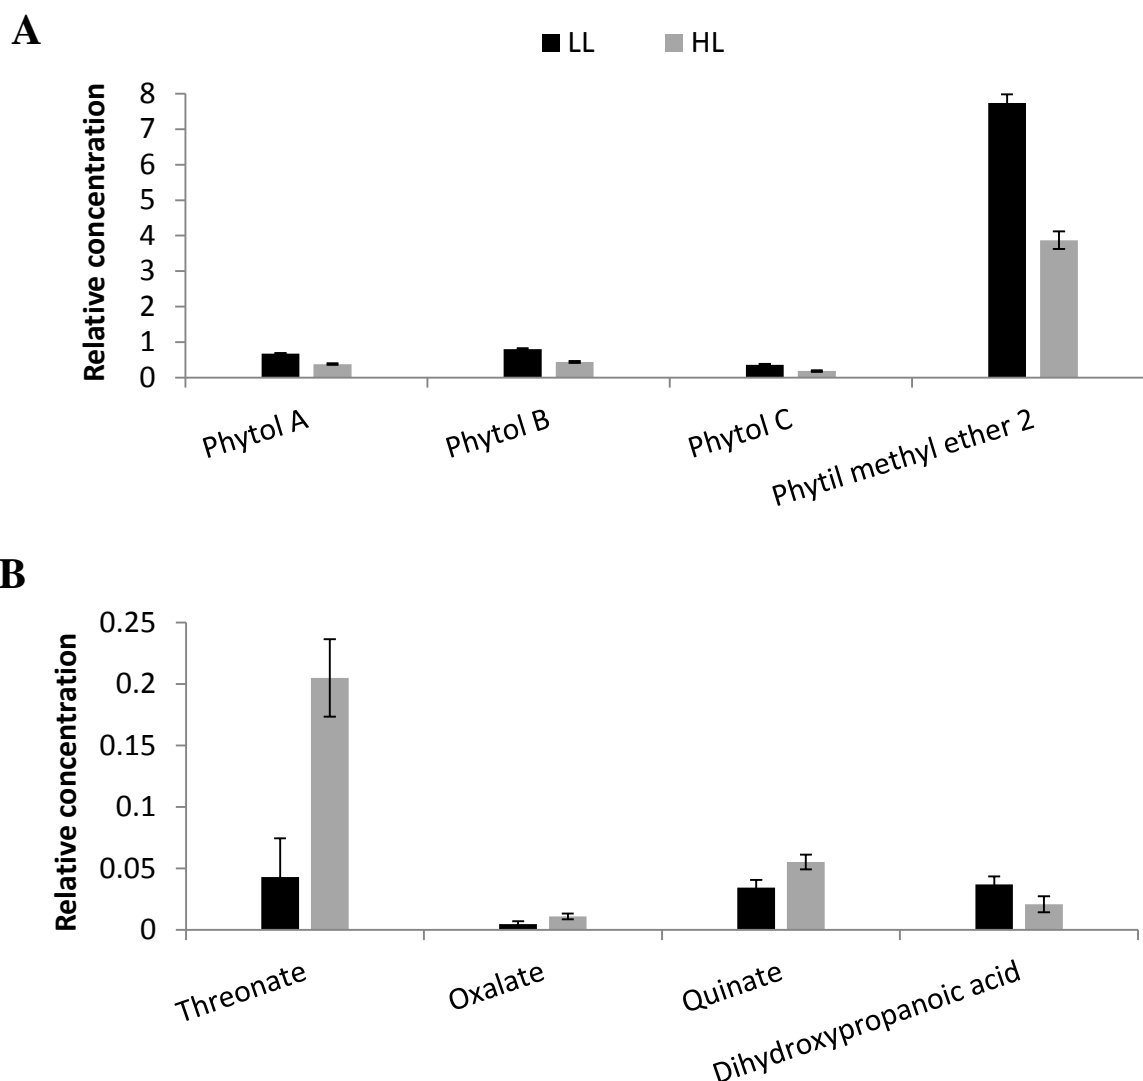 A
LL HL
Relative concentration
8
7
6
5
4
3
2
1
0
Phytol A
Phytol B
Phytol C
Phytil methyl ether 2
B
Relative concentration
0.25
0.2
0.15
0.1
0.05
0
Threonate
Oxalate
Quinate
Dihydroxypropanoic acid